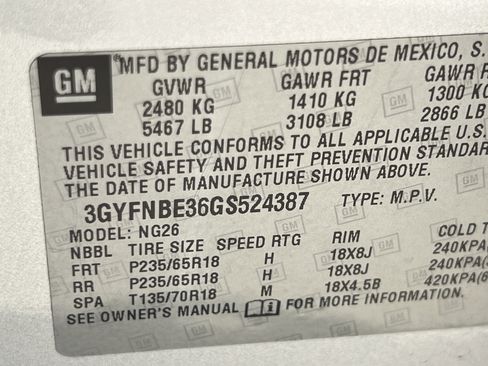 GM MFD BY GENERAL MOTORS DE MEXICO, S.
GVWR GAWR FRT GAWR R
2480 KG 1410 KG 1300 KG
5467 LB 3108 LB 2866 LB
THIS VEHICLE CONFORMS TO ALL APPLICABLE U.S.
VEHICLE SAFETY AND THEFT PREVENTION STANDAR
THE DATE OF MANUFACTURE SHOWN ABOVE.
3GYFNBE36GS524387 TYPE: M.P.V.
MODEL: NG26
NBBL TIRE SIZE SPEED RTG RIM COLD T
FRT P235/65R18 H 18X8J 240KPA(
RR P235/65R18 H 18X8J 240KPA(
SPA T135/70R18 M 18X4.5B 420KPA(6
SEE OWNER'S MANUAL FOR MORE INFORMATION.